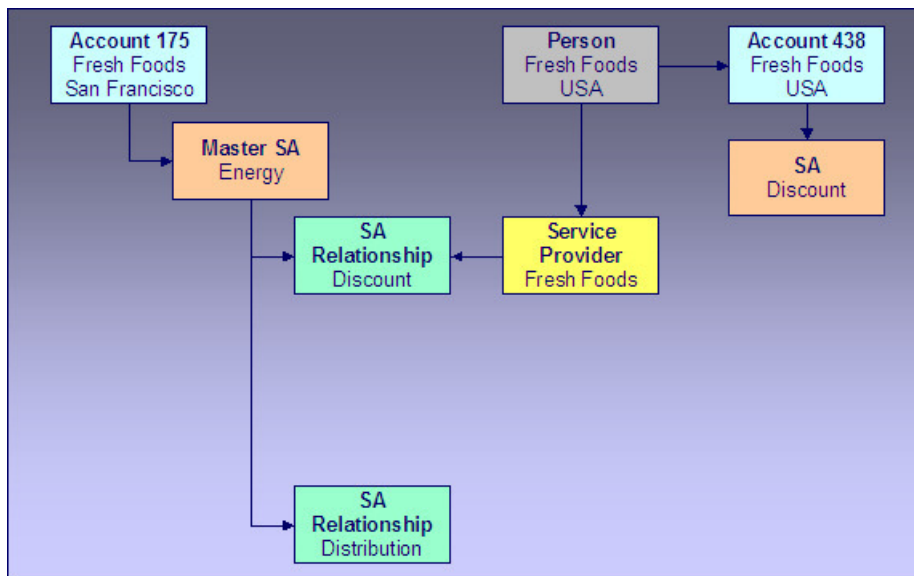 Account 175
Fresh Foods
San Francisco
Person
Fresh Foods
USA
Account 438
Fresh Foods
USA
Master SA
Energy
SA
Discount
SA
Relationship
Discount
Service
Provider
Fresh Foods
SA
Relationship
Distribution